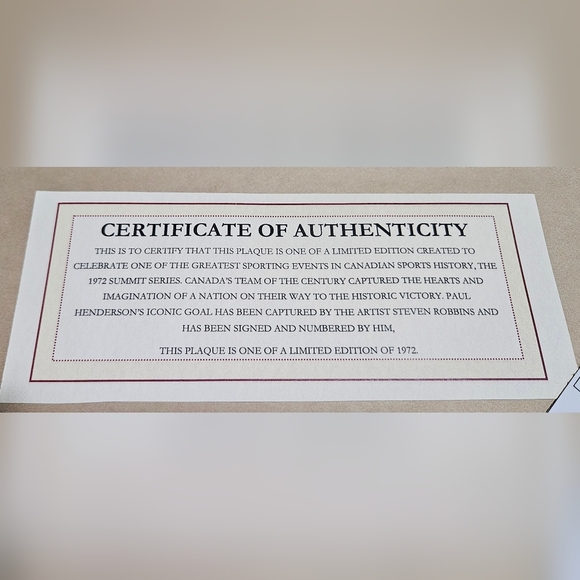 CERTIFICATE OF AUTHENTICITY
THIS IS TO CERTIFY THAT THIS PLAQUE IS ONE OF A LIMITED EDITION CREATED TO
CELEBRATE ONE OF THE GREATEST SPORTING EVENTS IN CANADIAN SPORTS HISTORY, THE
1972 SUMMIT SERIES. CANADA'S TEAM OF THE CENTURY CAPTURED THE HEARTS AND
IMAGINATION OF A NATION ON THEIR WAY TO THE HISTORIC VICTORY. PAUL
HENDERSON'S ICONIC GOAL HAS BEEN CAPTURED BY THE ARTIST STEVEN ROBBINS AND
HAS BEEN SIGNED AND NUMBERED BY HIM,
THIS PLAQUE IS ONE OF A LIMITED EDITION OF 1972.